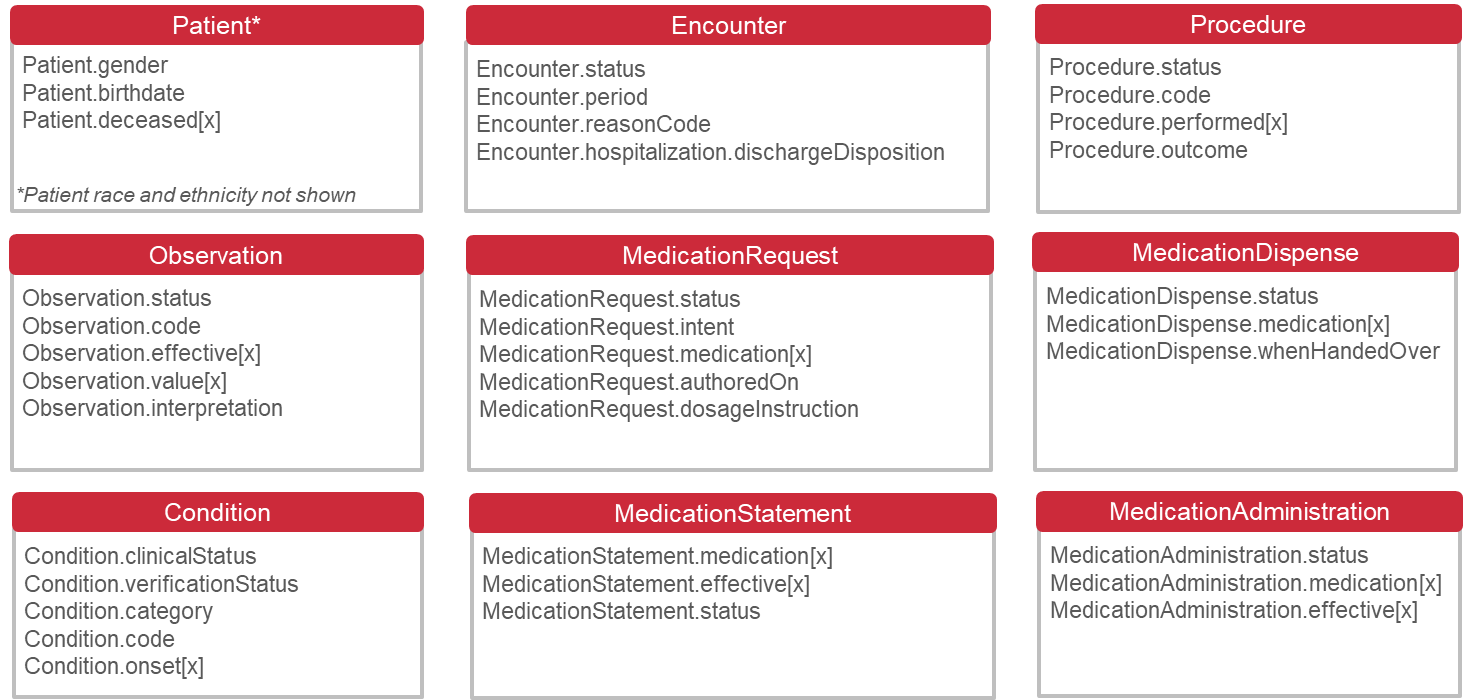 Patient*
Patient.gender
Patient.birthdate
Patient.deceased[x]
*Patient race and ethnicity not shown
Encounter
Encounter.status
Encounter.period
Encounter.reasonCode
Encounter.hospitalization.dischargeDisposition
Procedure
Procedure.status
Procedure.code
Procedure.performed[x]
Procedure.outcome
Observation
Observation.status
Observation.code
Observation.effective[x]
Observation.value[x]
Observation.interpretation
MedicationRequest
MedicationRequest.status
MedicationRequest.intent
MedicationRequest.medication[x]
MedicationRequest.authoredOn
MedicationRequest.dosageInstruction
MedicationDispense
MedicationDispense.status
MedicationDispense.medication[x]
MedicationDispense.whenHandedOver
Condition
Condition.clinicalStatus
Condition.verificationStatus
Condition.category
Condition.code
Condition.onset[x]
MedicationStatement
MedicationStatement.medication[x]
MedicationStatement.effective[x]
MedicationStatement.status
MedicationAdministration
MedicationAdministration.status
MedicationAdministration.medication[x]
MedicationAdministration.effective[x]